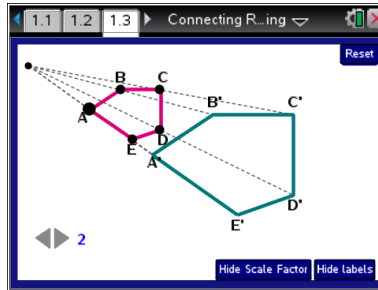 1.1 1.2 1.3 Connecting R...ing
Reset
B C
A
E D
B' C'
A'
D'
E'
2
Hide Scale Factor Hide labels